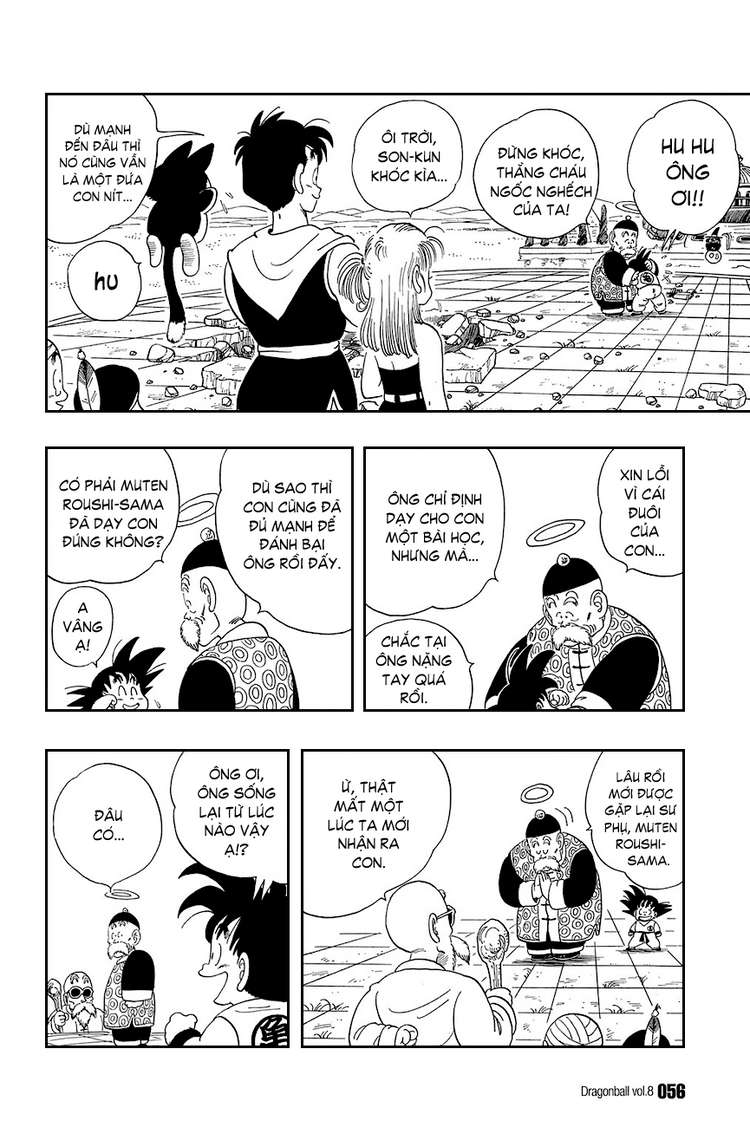 HU HU
ÔNG
ƠI!!
ĐỪNG KHÓC,
THẰNG CHÁU
NGỐC NGHẾCH
CỦA TA!
ÔI TRỜI,
SON-KUN
KHÓC KÌA...
DÙ MẠNH
ĐẾN ĐÂU THÌ
NÓ CŨNG VẪN
LÀ MỘT ĐỨA
CON NÍT...
HU
XIN LỖI
VÌ CÁI
ĐUÔI
CỦA
CON...
ÔNG CHỈ ĐỊNH
DẠY CHO CON
MỘT BÀI HỌC,
NHƯNG MÀ...
CHẮC TẠI
ÔNG NẶNG
TAY QUÁ
RỒI.
DÙ SAO THÌ
CON CŨNG ĐÃ
ĐỦ MẠNH ĐỂ
ĐÁNH BẠI
ÔNG RỒI ĐẤY.
CÓ PHẢI MUTEN
ROUSHI-SAMA
ĐÃ DẠY CON
ĐÚNG KHÔNG?
A
VÂNG
Ạ!
LÂU RỒI
MỚI ĐƯỢC
GẶP LẠI SƯ
PHỤ, MUTEN
ROUSHI-
SAMA.
Ừ, THẬT
MẤT MỘT
LÚC TA MỚI
NHẬN RA
CON.
ÔNG ƠI,
ÔNG SỐNG
LẠI TỪ LÚC
NÀO VẬY
Ạ!?
ĐÂU
CÓ...
Dragonball vol.8 056